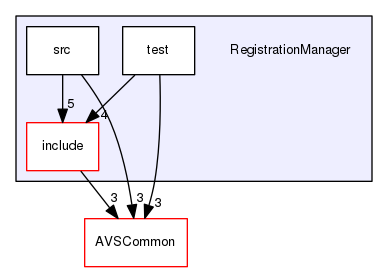 src
test
RegistrationManager
5
4
include
3
3
3
AVSCommon